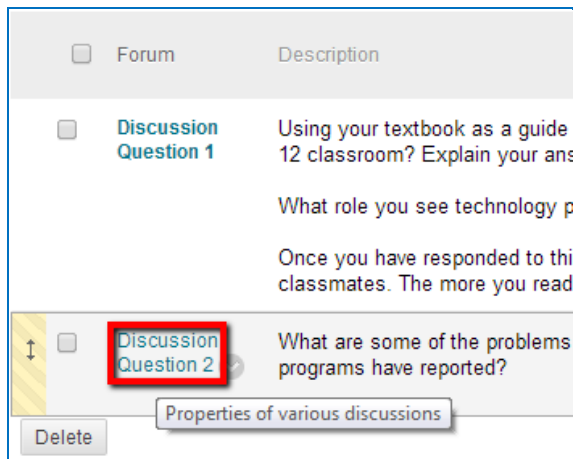 Forum Description
Discussion Using your textbook as a guide
Question 1 12 classroom? Explain your ans
What role you see technology p
Once you have responded to thi
classmates. The more you read
Discussion What are some of the problems
Question 2 programs have reported?
Properties of various discussions
Delete